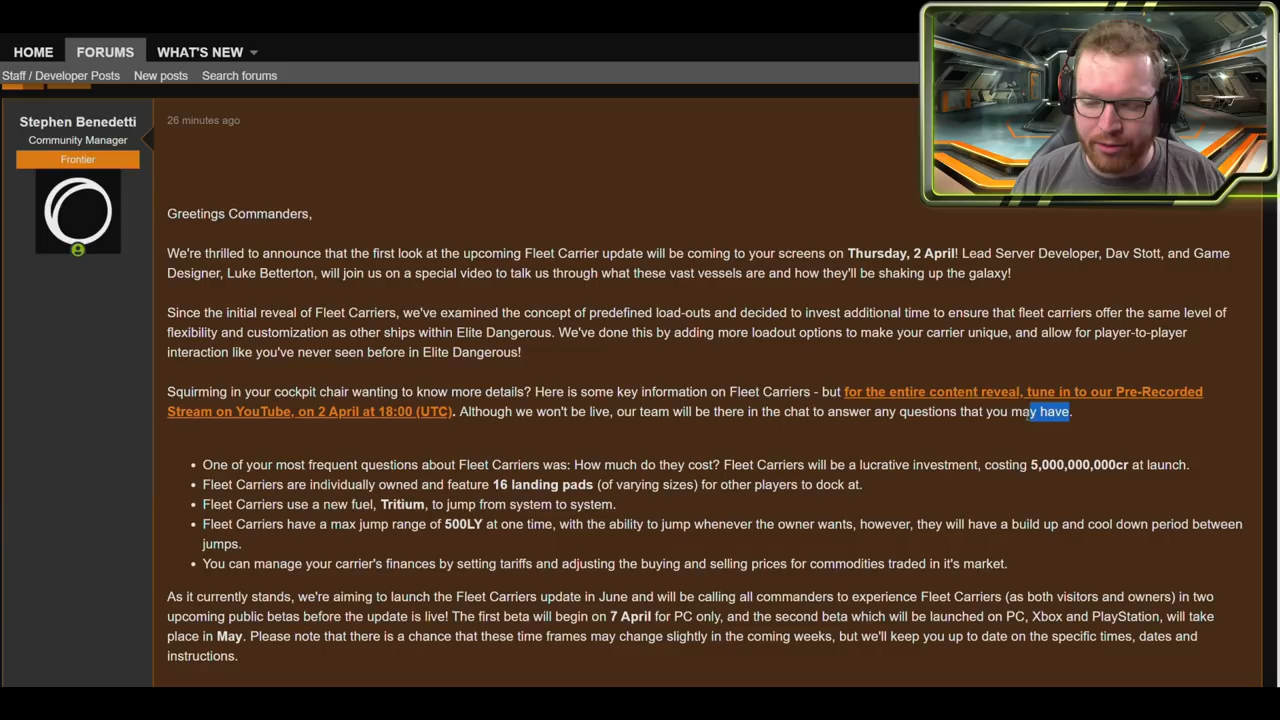 HOME FORUMS WHAT'S NEW
Staff / Developer Posts New posts Search forums
Stephen Benedetti
Community Manager
Frontier
26 minutes ago
Greetings Commanders,
We're thrilled to announce that the first look at the upcoming Fleet Carrier update will be coming to your screens on Thursday, 2 April! Lead Server Developer, Dav Stott, and Game
Designer, Luke Betterton, will join us on a special video to talk us through what these vast vessels are and how they'll be shaking up the galaxy!
Since the initial reveal of Fleet Carriers, we've examined the concept of predefined load-outs and decided to invest additional time to ensure that fleet carriers offer the same level of
flexibility and customization as other ships within Elite Dangerous. We've done this by adding more loadout options to make your carrier unique, and allow for player-to-player
interaction like you've never seen before in Elite Dangerous!
Squirming in your cockpit chair wanting to know more details? Here is some key information on Fleet Carriers - but for the entire content reveal, tune in to our Pre-Recorded
Stream on YouTube, on 2 April at 18:00 (UTC). Although we won't be live, our team will be there in the chat to answer any questions that you may have.
• One of your most frequent questions about Fleet Carriers was: How much do they cost? Fleet Carriers will be a lucrative investment, costing 5,000,000,000cr at launch.
• Fleet Carriers are individually owned and feature 16 landing pads (of varying sizes) for other players to dock at.
• Fleet Carriers use a new fuel, Tritium, to jump from system to system.
• Fleet Carriers have a max jump range of 500LY at one time, with the ability to jump whenever the owner wants, however, they will have a build up and cool down period between
jumps.
• You can manage your carrier's finances by setting tariffs and adjusting the buying and selling prices for commodities traded in it's market.
As it currently stands, we're aiming to launch the Fleet Carriers update in June and will be calling all commanders to experience Fleet Carriers (as both visitors and owners) in two
upcoming public betas before the update is live! The first beta will begin on 7 April for PC only, and the second beta which will be launched on PC, Xbox and PlayStation, will take
place in May. Please note that there is a chance that these time frames may change slightly in the coming weeks, but we'll keep you up to date on the specific times, dates and
instructions.